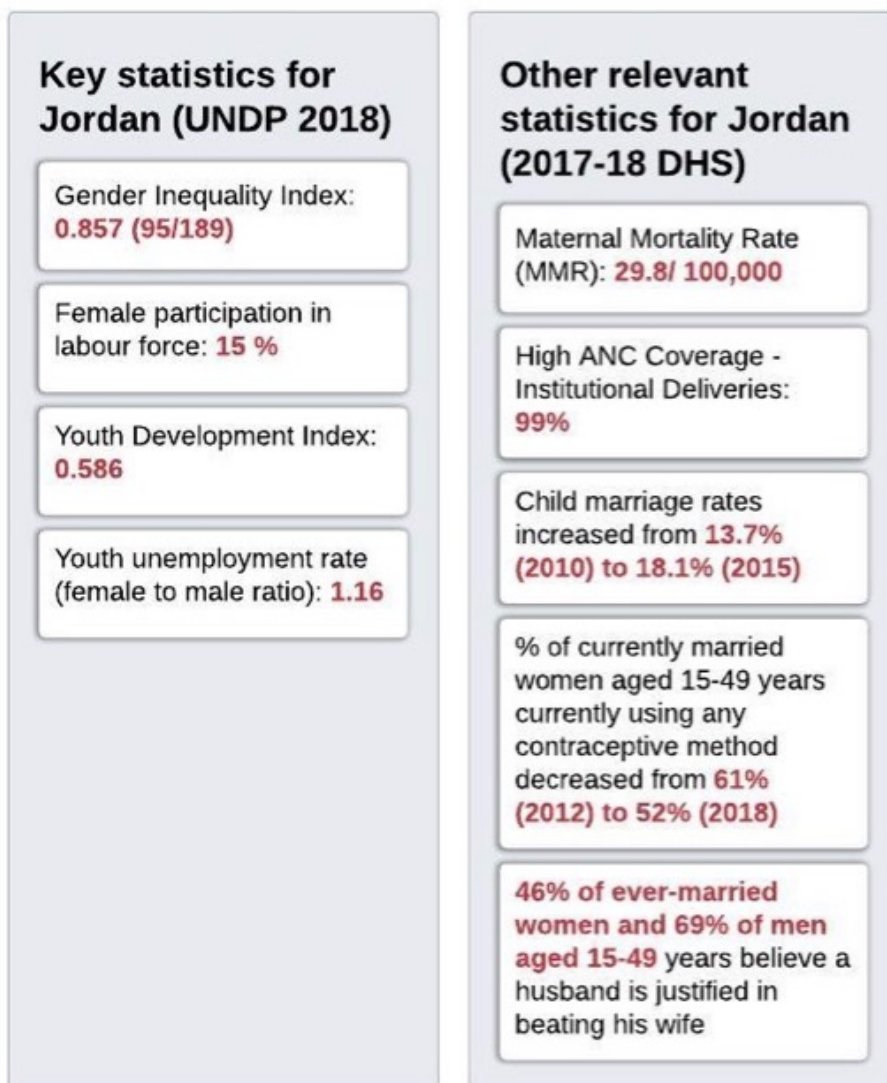 Key statistics for
Jordan (UNDP 2018)
Gender Inequality Index:
0.857 (95/189)
Female participation in
labour force: 15 %
Youth Development Index:
0.586
Youth unemployment rate
(female to male ratio): 1.16
Other relevant
statistics for Jordan
(2017-18 DHS)
Maternal Mortality Rate
(MMR): 29.8/ 100,000
High ANC Coverage -
Institutional Deliveries:
99%
Child marriage rates
increased from 13.7%
(2010) to 18.1% (2015)
% of currently married
women aged 15-49 years
currently using any
contraceptive method
decreased from 61%
(2012) to 52% (2018)
46% of ever-married
women and 69% of men
aged 15-49 years believe a
husband is justified in
beating his wife